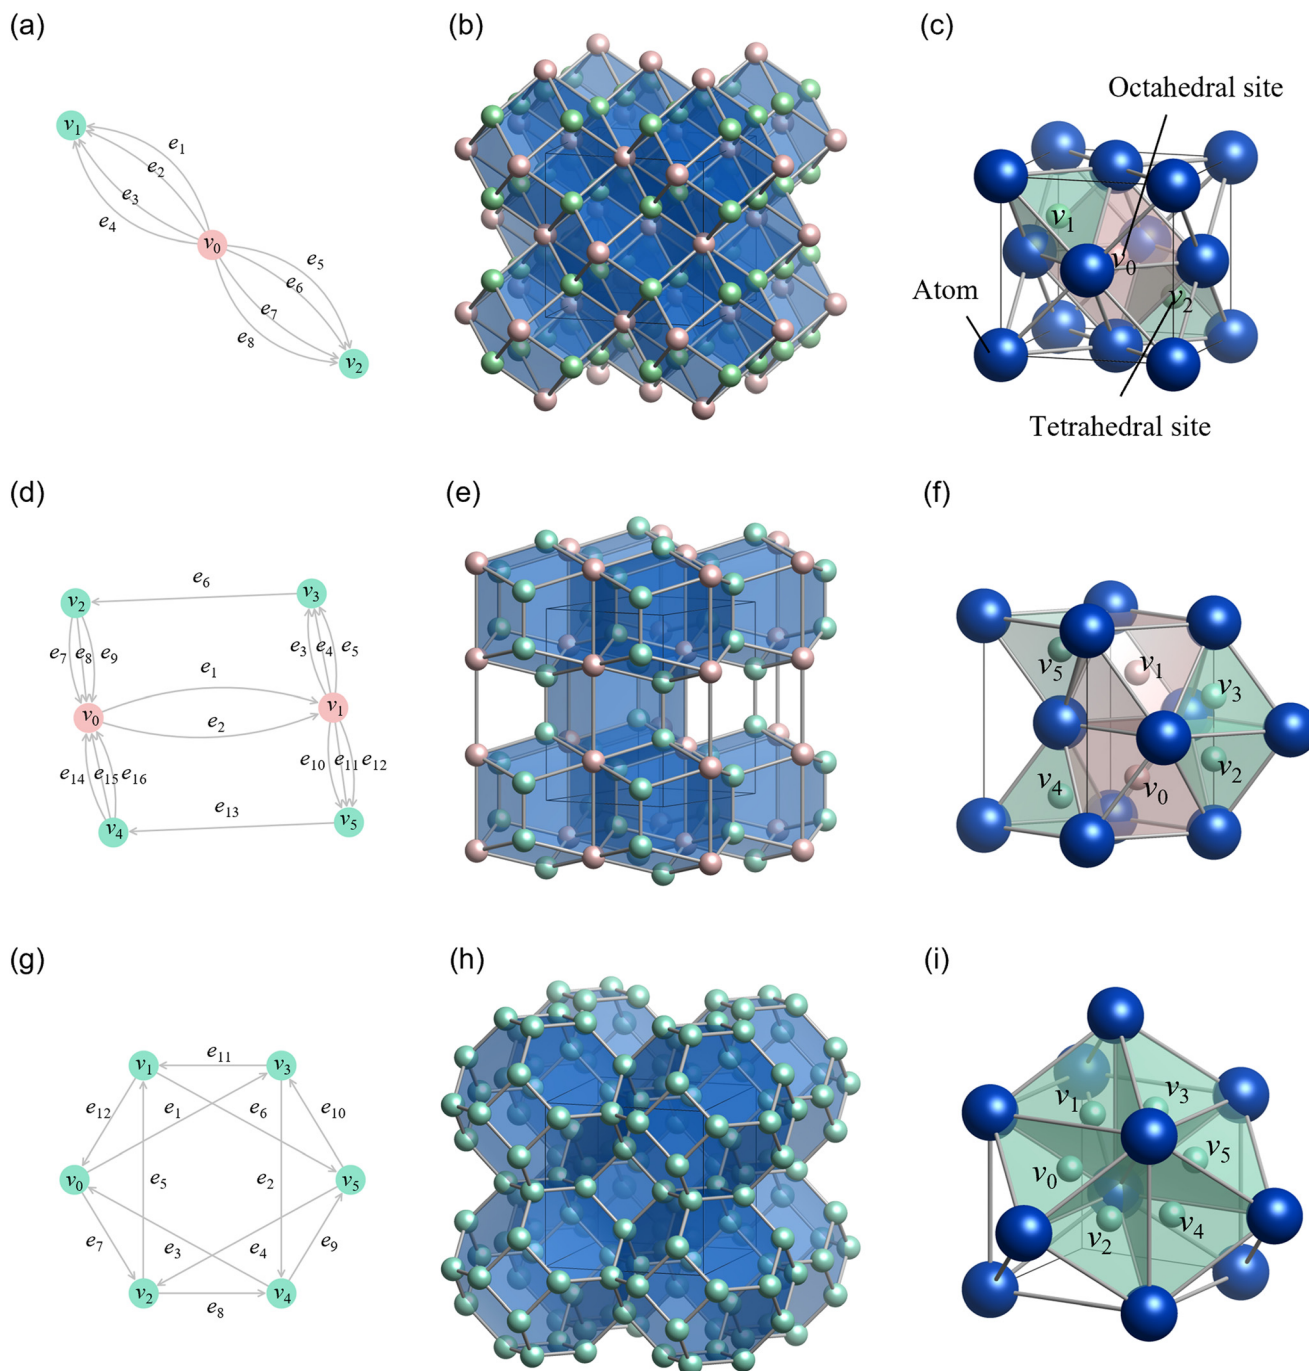 (a)
(b)
(c)
v1
e1
e2
e3
e4
v0
e5
e6
e7
e8
v2
Octahedral site
v1
v0
v2
Atom
Tetrahedral site
(d)
(e)
(f)
v2
e6
v3
e7
e8
e9
e3
e4
e5
e1
v0
v1
e2
e14
e15
e16
e10
e11
e12
v4
e13
v5
v5
v1
v3
v2
v4
v0
(g)
(h)
(i)
v1
e11
v3
e12
e1
e6
e10
v0
e5
e2
v5
e7
e3
e4
e9
v2
e8
v4
v1
v3
v0
v5
v2
v4